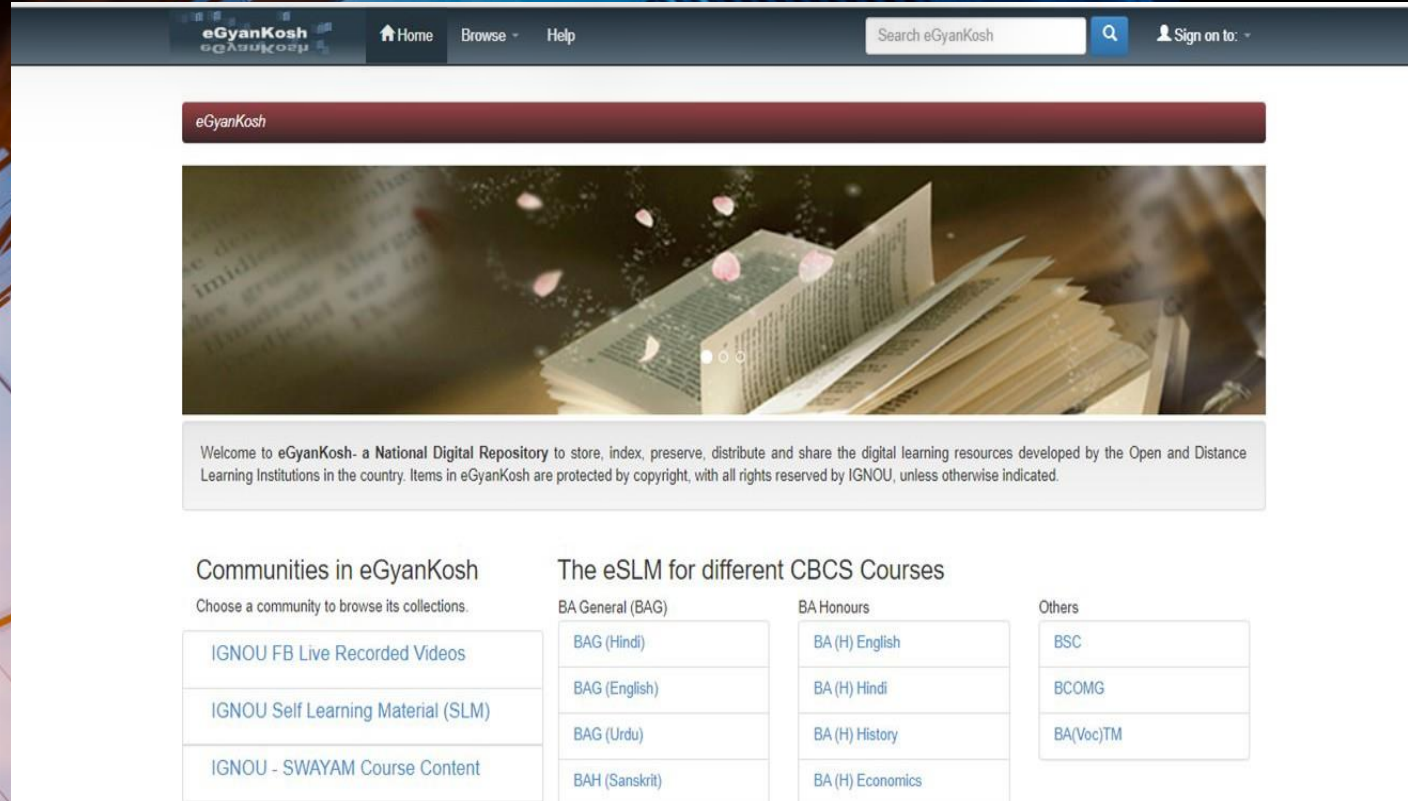 eGyanKosh
Home Browse Help Search eGyanKosh Sign on to:
eGyanKosh
Welcome to eGyanKosh- a National Digital Repository to store, index, preserve, distribute and share the digital learning resources developed by the Open and Distance
Learning Institutions in the country. Items in eGyanKosh are protected by copyright, with all rights reserved by IGNOU, unless otherwise indicated.
Communities in eGyanKosh
Choose a community to browse its collections.
IGNOU FB Live Recorded Videos
IGNOU Self Learning Material (SLM)
IGNOU - SWAYAM Course Content
The eSLM for different CBCS Courses
BA General (BAG)
BAG (Hindi)
BAG (English)
BAG (Urdu)
BAH (Sanskrit)
BA Honours
BA (H) English
BA (H) Hindi
BA (H) History
BA (H) Economics
Others
BSC
BCOMG
BA(Voc)TM